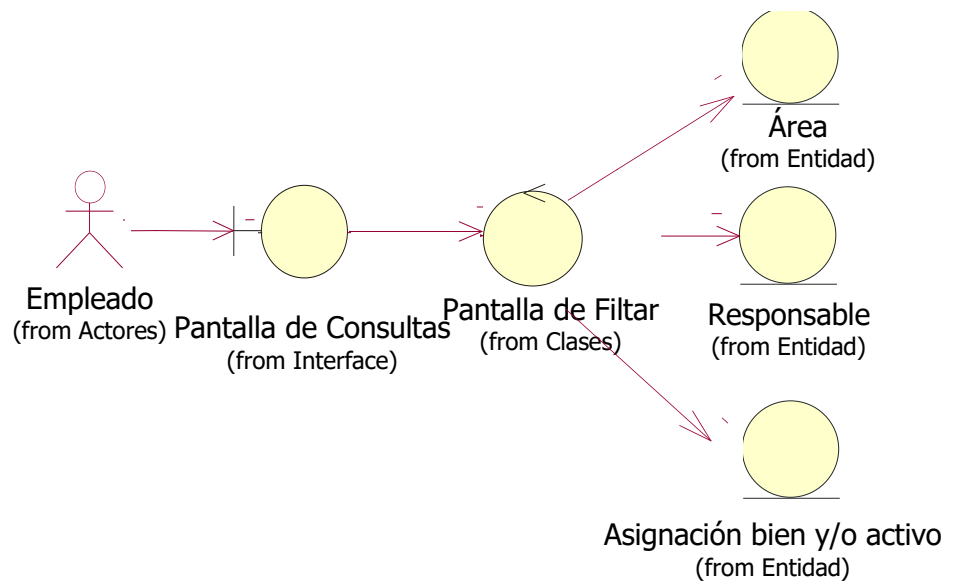 Área
(from Entidad)
Empleado
(from Actores)
Pantalla de Consultas
(from Interface)
Pantalla de Filtar
(from Clases)
Responsable
(from Entidad)
Asignación bien y/o activo
(from Entidad)